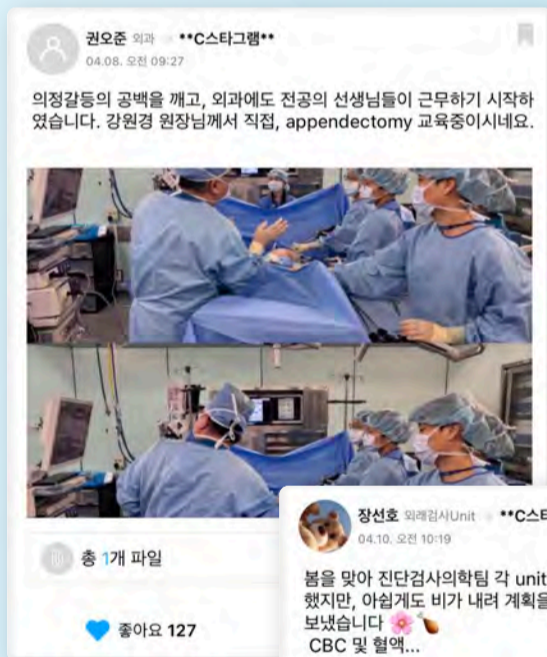 권오준 외과 **C스타그램**
04.08. 오전 09:27
의정갈등의 공백을 깨고, 외과에도 전공의 선생님들이 근무하기 시작하
였습니다. 강원경 원장님께서 직접, appendectomy 교육중이시네요.
총 1개 파일
좋아요 127
장선호 외래검사Unit **C스타
04.10. 오전 10:19
봄을 맞아 진단검사의학팀 각 unit
했지만, 아쉽게도 비가 내려 계획을
보냈습니다 🌸🍗
CBC 및 혈액...